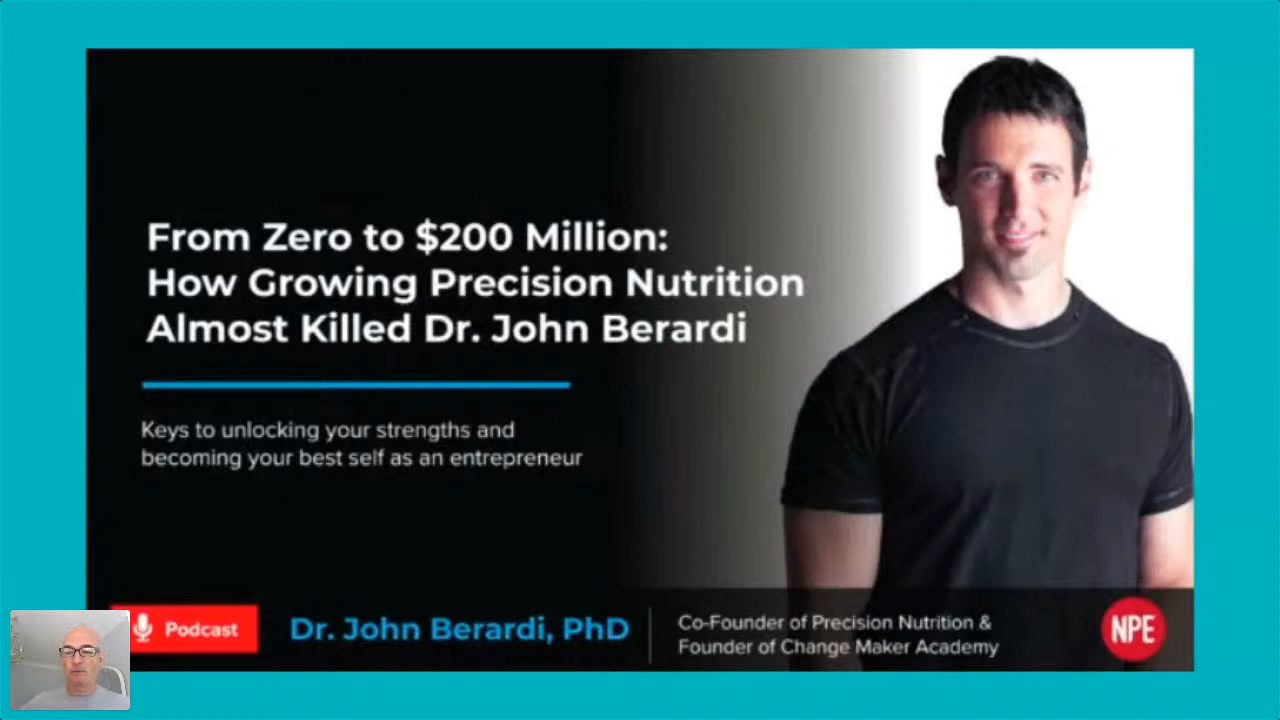 From Zero to $200 Million:
How Growing Precision Nutrition
Almost Killed Dr. John Berardi
Keys to unlocking your strengths and
becoming your best self as an entrepreneur
Podcast
Dr. John Berardi, PhD
Co-Founder of Precision Nutrition &
Founder of Change Maker Academy
NPE